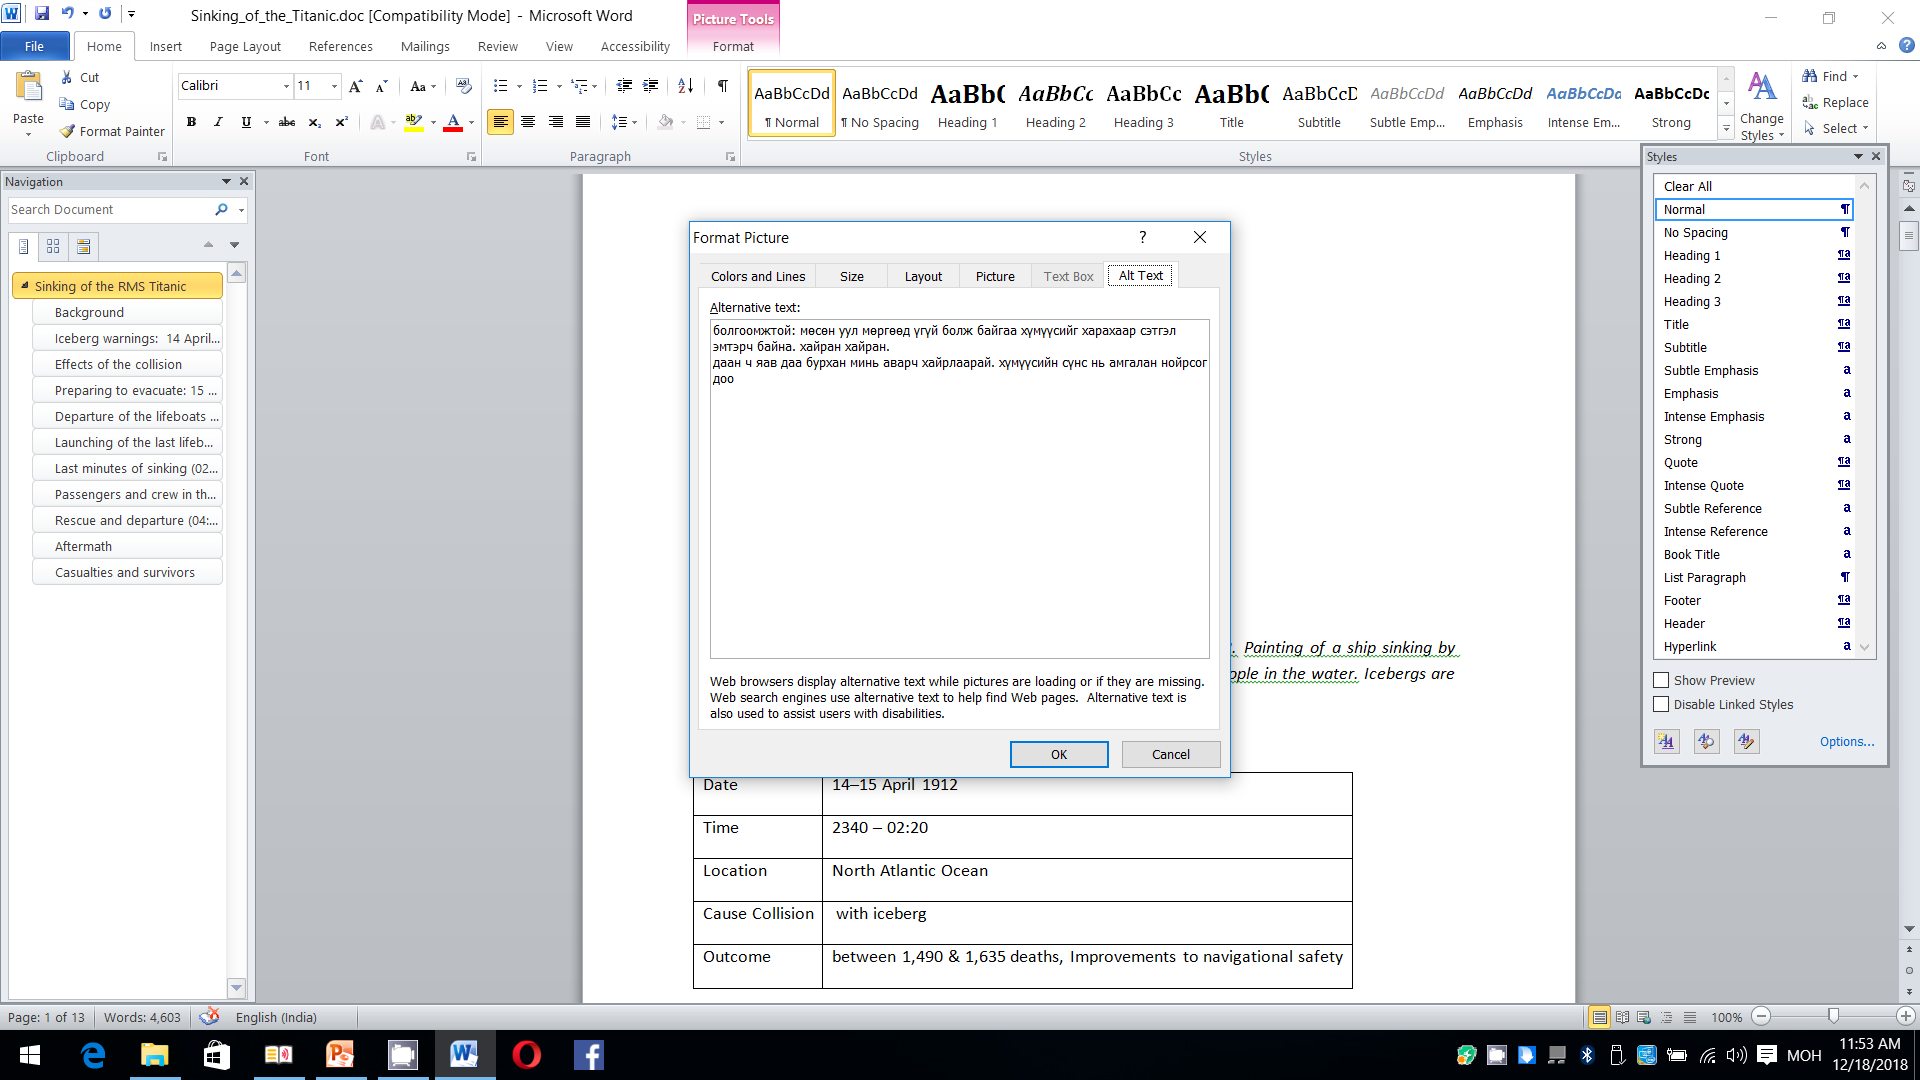 Sinking_of_the_Titanic.doc [Compatibility Mode] - Microsoft Word
Picture Tools
File Home Insert Page Layout References Mailings Review View Accessibility Format
Paste
Cut
Copy
Format Painter
Clipboard
Calibri 11
Font
Paragraph
AaBbCcDd AaBbCcDd AaBb( AaBbCc AaBbCc AaBb( AaBbCcD AaBbCcDd AaBbCcDd AaBbCcDd AaBbCcDc
¶ Normal ¶ No Spacing Heading 1 Heading 2 Heading 3 Title Subtitle Subtle Emp... Emphasis Intense Em... Strong
Styles
Change Styles
Find
Replace
Select
Navigation
Search Document
Sinking of the RMS Titanic
Background
Iceberg warnings: 14 April...
Effects of the collision
Preparing to evacuate: 15 ...
Departure of the lifeboats ...
Launching of the last lifeb...
Last minutes of sinking (02...
Passengers and crew in th...
Rescue and departure (04:...
Aftermath
Casualties and survivors
Format Picture
Colors and Lines Size Layout Picture Text Box Alt Text
Alternative text:
болгоомжтой: мөсөн уул мөргөөд үгүй болж байгаа хүмүүсийг харахаар сэтгэл
эмтэрч байна. хайран хайран.
даан ч яав даа бурхан минь аварч хайрлаарай. хүмүүсийн сүнс нь амгалан нойрсог
доо
Web browsers display alternative text while pictures are loading or if they are missing.
Web search engines use alternative text to help find Web pages. Alternative text is
also used to assist users with disabilities.
OK Cancel
Painting of a ship sinking by
in the water. Icebergs are
Date 14–15 April 1912
Time 2340 – 02:20
Location North Atlantic Ocean
Cause Collision with iceberg
Outcome between 1,490 & 1,635 deaths, Improvements to navigational safety
Styles
Clear All
Normal
No Spacing
Heading 1
Heading 2
Heading 3
Title
Subtitle
Subtle Emphasis
Emphasis
Intense Emphasis
Strong
Quote
Intense Quote
Subtle Reference
Intense Reference
Book Title
List Paragraph
Footer
Header
Hyperlink
Show Preview
Disable Linked Styles
Options...
Page: 1 of 13 Words: 4,603 English (India) 100%
МОН
11:53 AM
12/18/2018